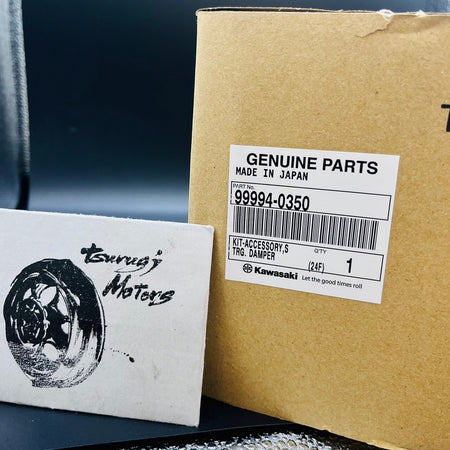 GENUINE PARTS
MADE IN JAPAN
PART No.
99994-0350
KIT-ACCESSORY,S
TRG. DAMPER
Q'TY
(24F)
1
Kawasaki
Let the good times roll
Tsurugi
Motors